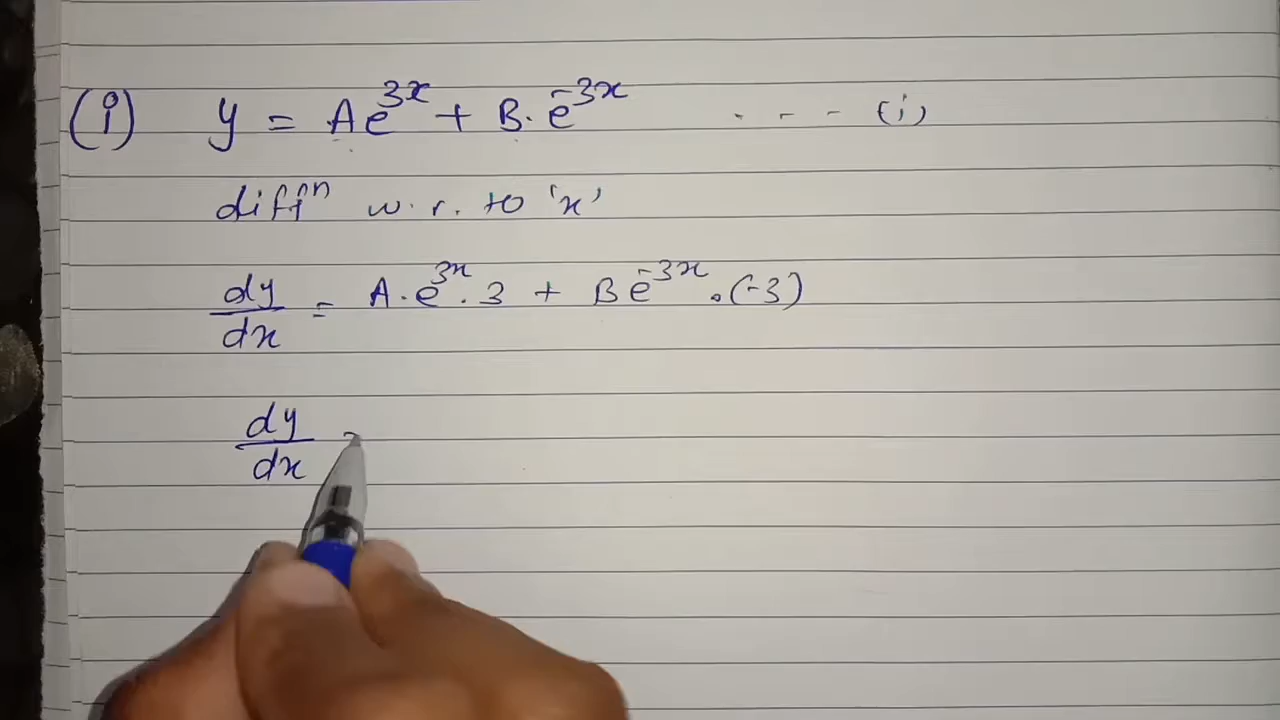 (i) y = Ae^3x + B.e^-3x - - - (i)
diffn w.r. to 'x'
dy/dx = A.e^3x.3 + Be^-3x.(-3)
dy/dx =